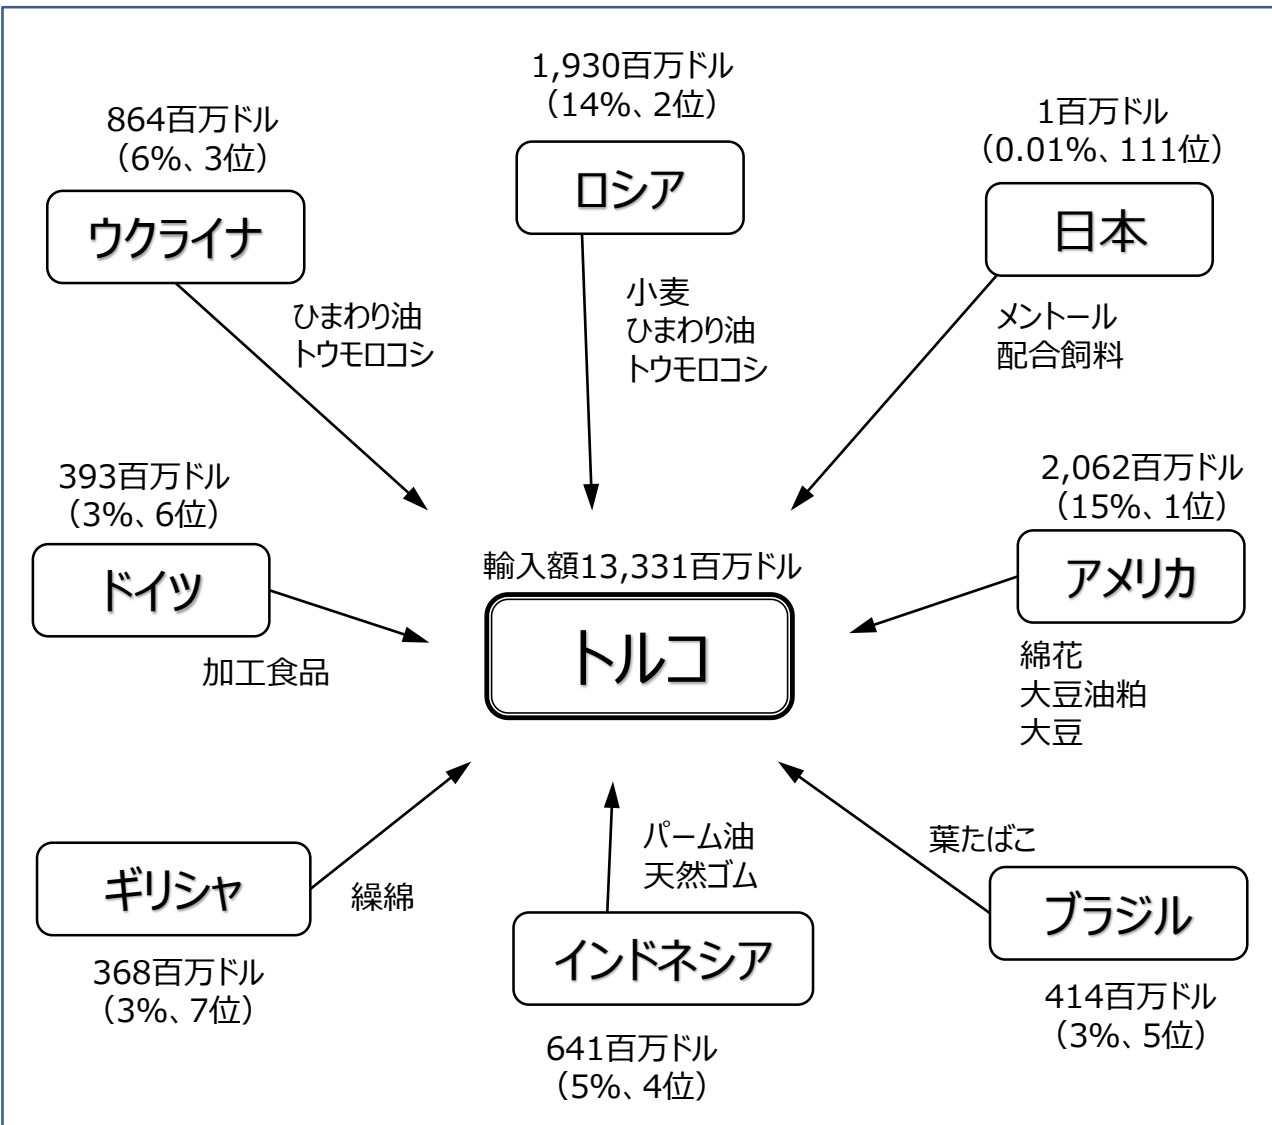 1,930百万ドル
（14%、2位）
ロシア
小麦
ひまわり油
トウモロコシ
864百万ドル
（6%、3位）
ウクライナ
ひまわり油
トウモロコシ
1百万ドル
（0.01%、111位）
日本
メントール
配合飼料
393百万ドル
（3%、6位）
ドイツ
加工食品
輸入額13,331百万ドル
トルコ
2,062百万ドル
（15%、1位）
アメリカ
綿花
大豆油粕
大豆
ギリシャ
368百万ドル
（3%、7位）
繰綿
パーム油
天然ゴム
インドネシア
641百万ドル
（5%、4位）
葉たばこ
ブラジル
414百万ドル
（3%、5位）